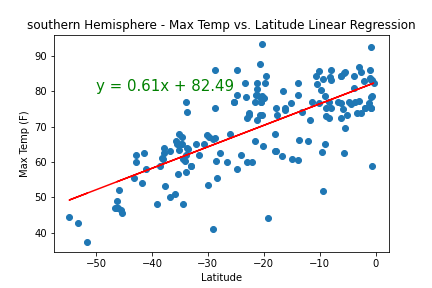 southern Hemisphere - Max Temp vs. Latitude Linear Regression
y = 0.61x + 82.49
90
80
70
60
50
40
Max Temp (F)
−50 −40 −30 −20 −10 0
Latitude